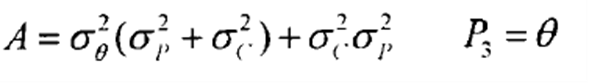 A = σ_θ^2(σ_P^2 + σ_C^2) + σ_C^2σ_P^2    P_3 = θ